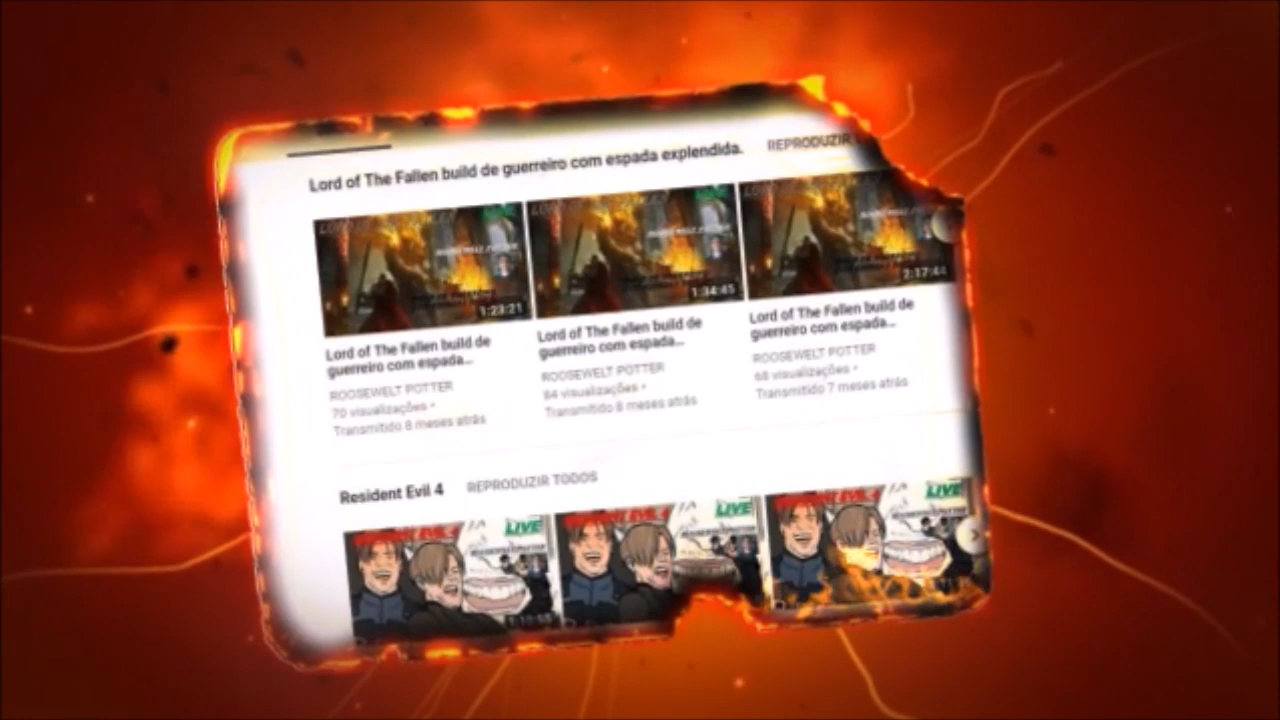 Lord of The Fallen build de guerreiro com espada explendida.
REPRODUZIR
1:23:21
1:34:45
2:17:44
Lord of The Fallen build de
guerreiro com espada...
ROOSEWELT POTTER
70 visualizações •
Transmitido 8 meses atrás
Lord of The Fallen build de
guerreiro com espada...
ROOSEWELT POTTER
84 visualizações •
Transmitido 8 meses atrás
Lord of The Fallen build de
guerreiro com espada...
ROOSEWELT POTTER
68 visualizações •
Transmitido 7 meses atrás
Resident Evil 4
REPRODUZIR TODOS
LIVE
LIVE
LIVE